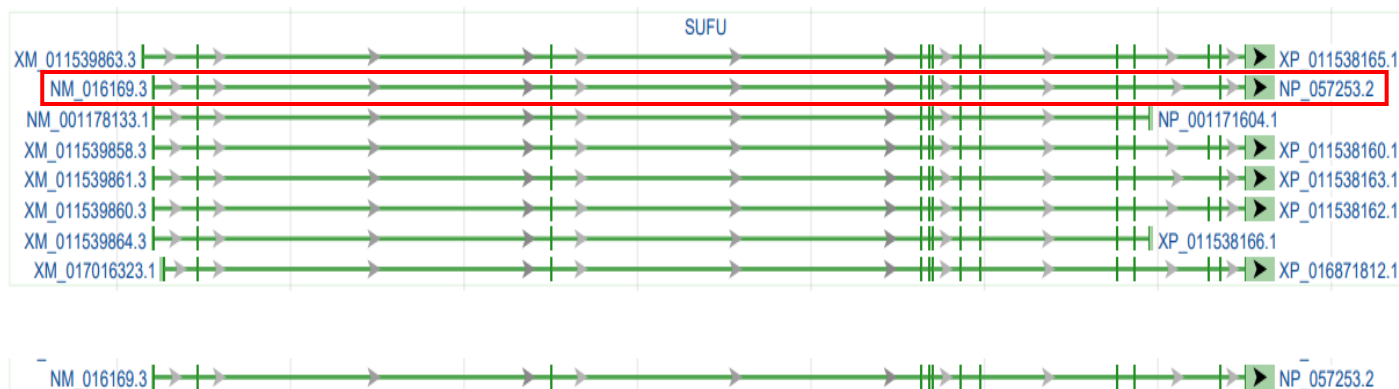 SUFU
XM_011539863.3 XP_011538165.1
NM_016169.3 NP_057253.2
NM_001178133.1 NP_001171604.1
XM_011539858.3 XP_011538160.1
XM_011539861.3 XP_011538163.1
XM_011539860.3 XP_011538162.1
XM_011539864.3 XP_011538166.1
XM_017016323.1 XP_016871812.1
NM_016169.3 NP_057253.2